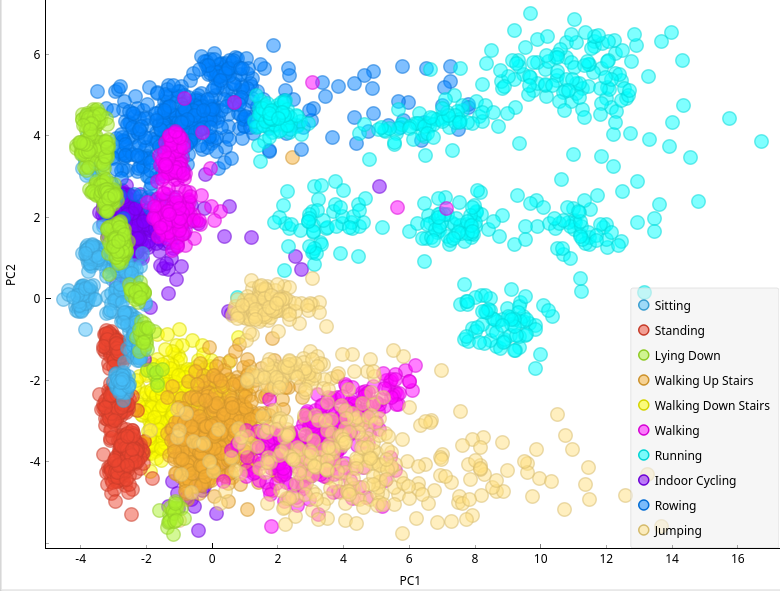 6
4
2
0
-2
-4
PC2
Sitting
Standing
Lying Down
Walking Up Stairs
Walking Down Stairs
Walking
Running
Indoor Cycling
Rowing
Jumping
-4 -2 0 2 4 6 8 10 12 14 16
PC1